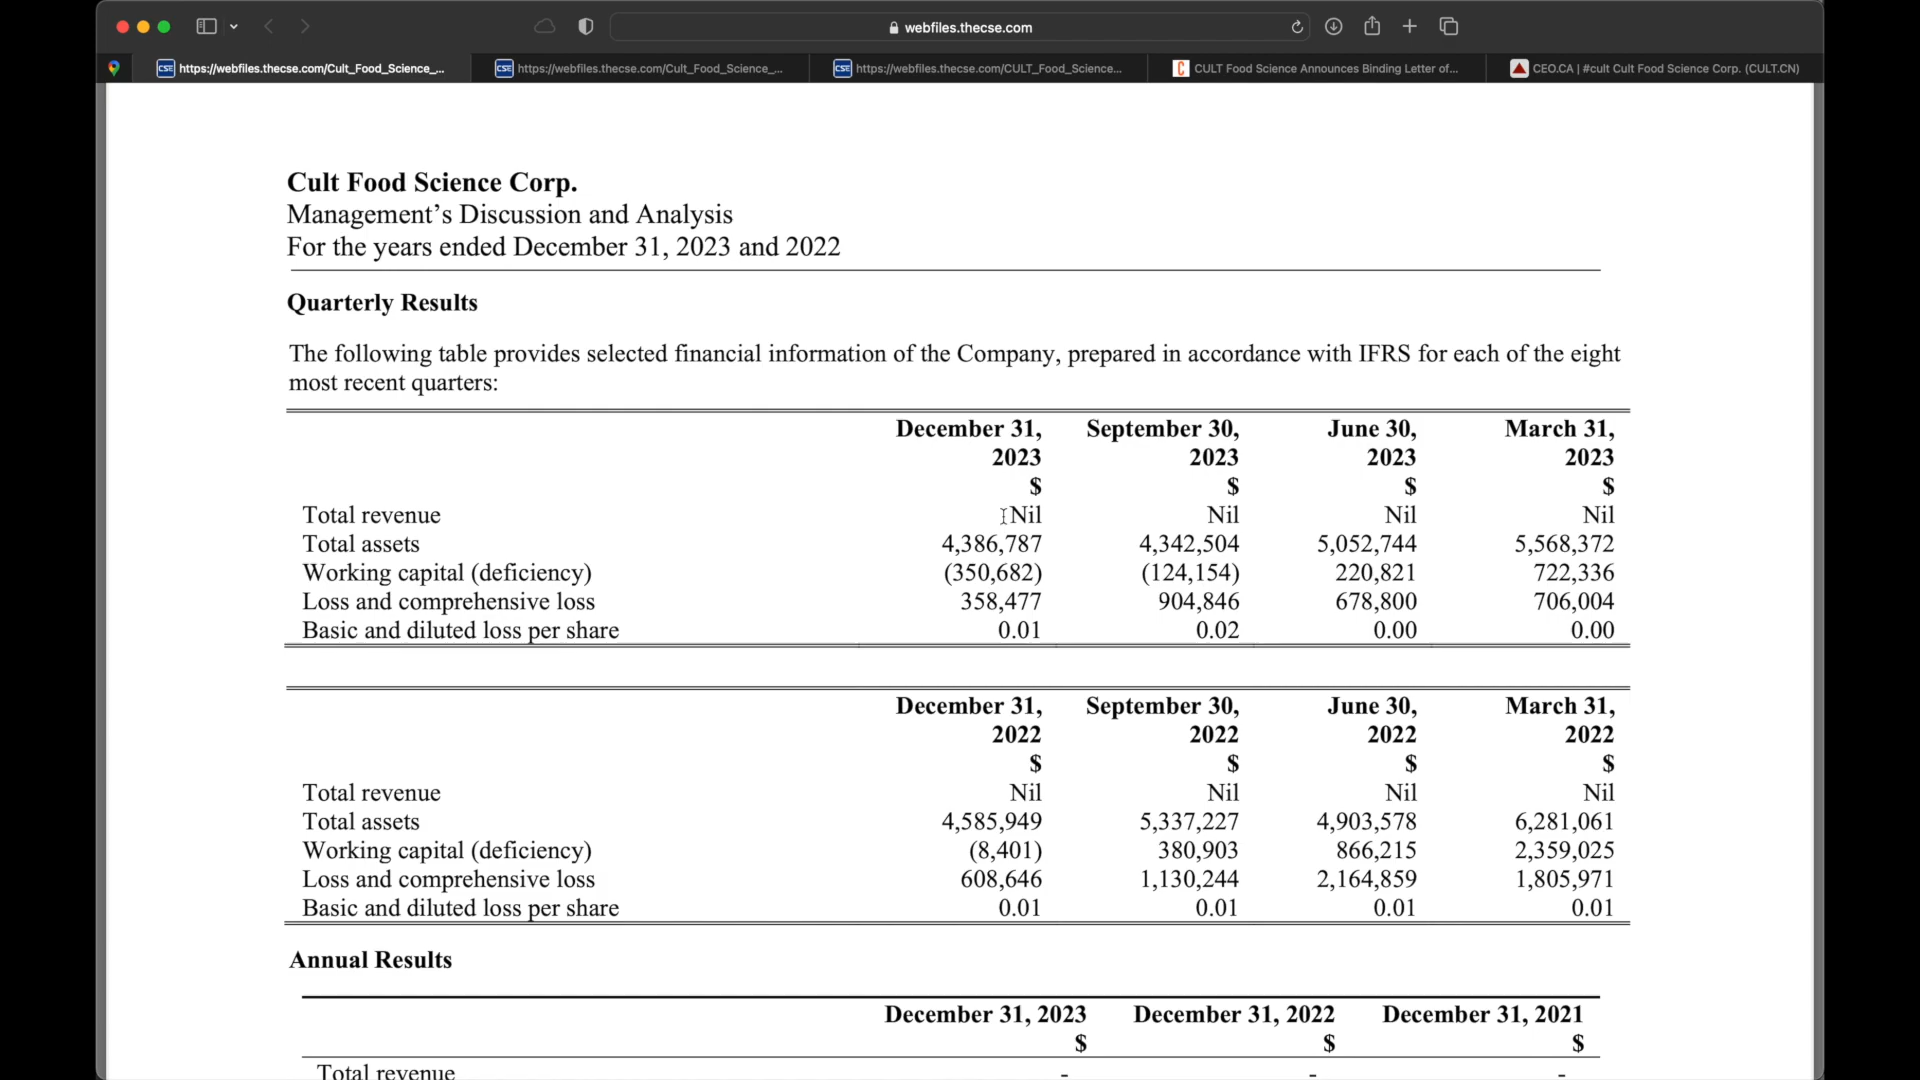 webfiles.thecse.com
CSE https://webfiles.thecse.com/Cult_Food_Science_...
CSE https://webfiles.thecse.com/Cult_Food_Science_...
CSE https://webfiles.thecse.com/CULT_Food_Science...
C CULT Food Science Announces Binding Letter of...
CEO.CA | #cult Cult Food Science Corp. (CULT.CN)
Cult Food Science Corp.
Management’s Discussion and Analysis
For the years ended December 31, 2023 and 2022
Quarterly Results
The following table provides selected financial information of the Company, prepared in accordance with IFRS for each of the eight
most recent quarters:
December 31, September 30, June 30, March 31,
2023 2023 2023 2023
$ $ $ $
Total revenue Nil Nil Nil Nil
Total assets 4,386,787 4,342,504 5,052,744 5,568,372
Working capital (deficiency) (350,682) (124,154) 220,821 722,336
Loss and comprehensive loss 358,477 904,846 678,800 706,004
Basic and diluted loss per share 0.01 0.02 0.00 0.00
December 31, September 30, June 30, March 31,
2022 2022 2022 2022
$ $ $ $
Total revenue Nil Nil Nil Nil
Total assets 4,585,949 5,337,227 4,903,578 6,281,061
Working capital (deficiency) (8,401) 380,903 866,215 2,359,025
Loss and comprehensive loss 608,646 1,130,244 2,164,859 1,805,971
Basic and diluted loss per share 0.01 0.01 0.01 0.01
Annual Results
December 31, 2023 December 31, 2022 December 31, 2021
$ $ $
Total revenue - - -